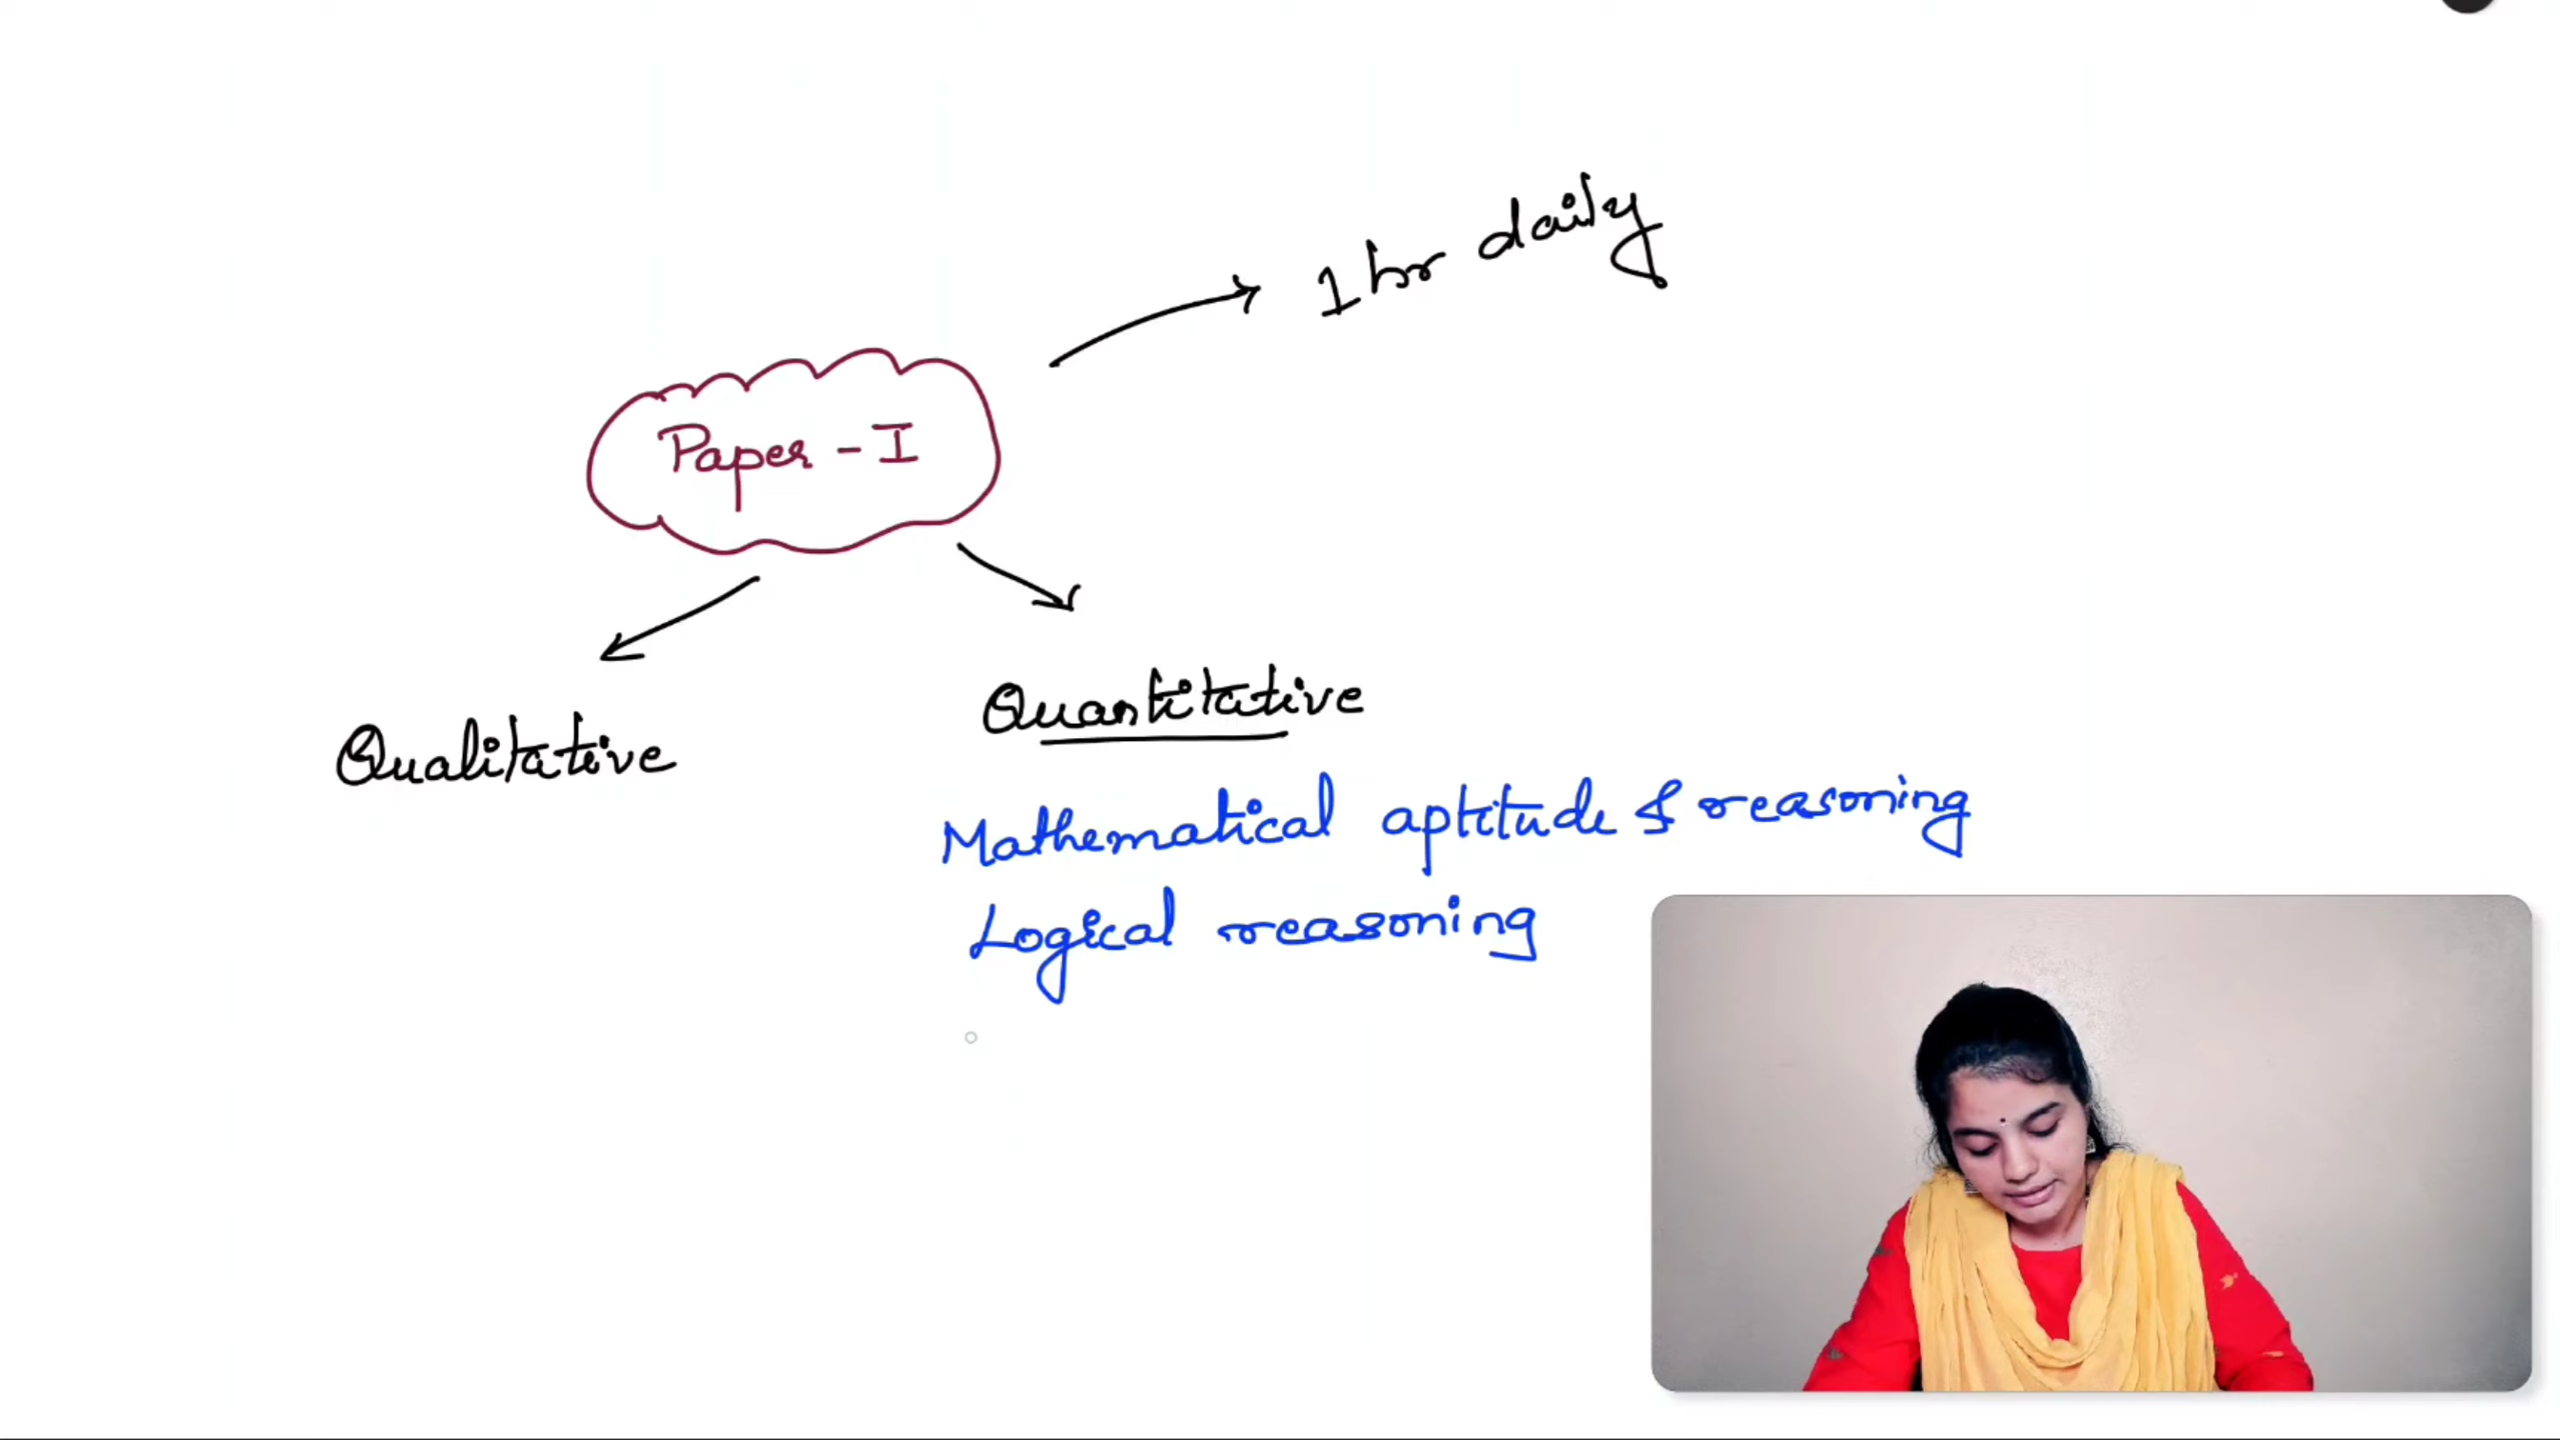 1 hr daily
Paper - I
Qualitative
Quantitative
Mathematical aptitude & reasoning
Logical reasoning